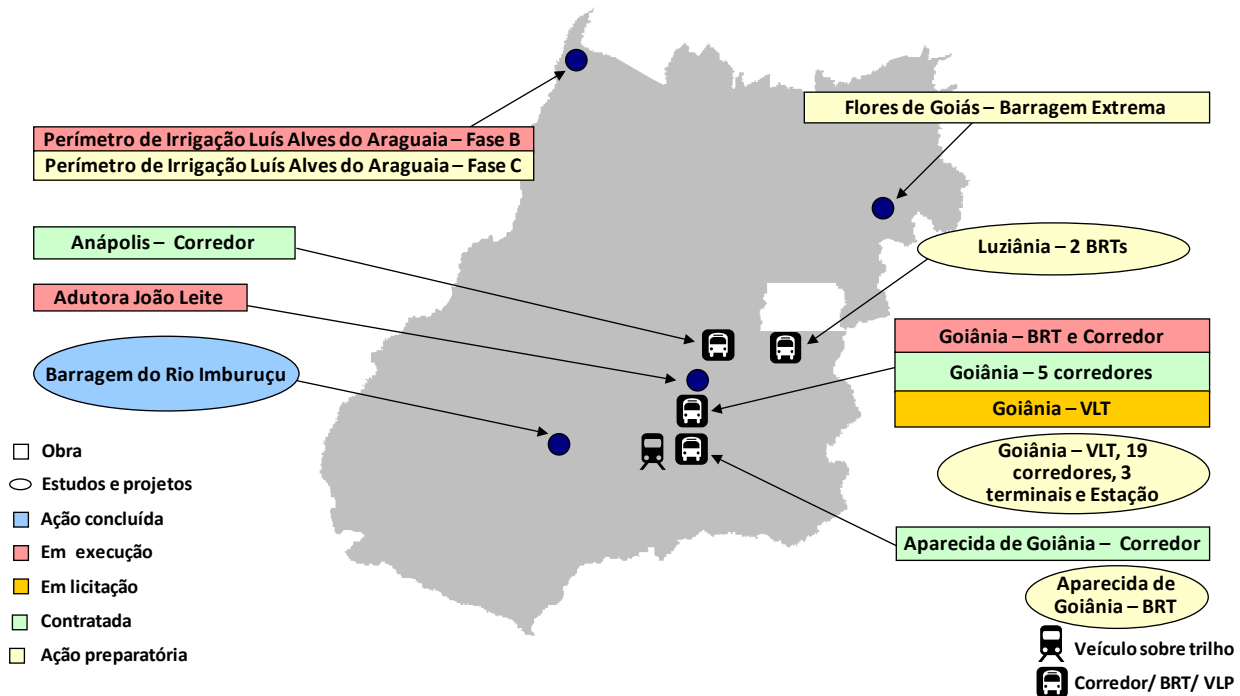 Flores de Goiás – Barragem Extrema
Perímetro de Irrigação Luís Alves do Araguaia – Fase B
Perímetro de Irrigação Luís Alves do Araguaia – Fase C
Anápolis – Corredor
Luziânia – 2 BRTs
Adutora João Leite
Goiânia – BRT e Corredor
Barragem do Rio Imburuçu
Goiânia – 5 corredores
Goiânia – VLT
Goiânia – VLT, 19
corredores, 3
terminais e Estação
Aparecida de Goiânia – Corredor
Aparecida de
Goiânia – BRT
Obra
Estudos e projetos
Ação concluída
Em execução
Em licitação
Contratada
Ação preparatória
Veículo sobre trilho
Corredor/ BRT/ VLP